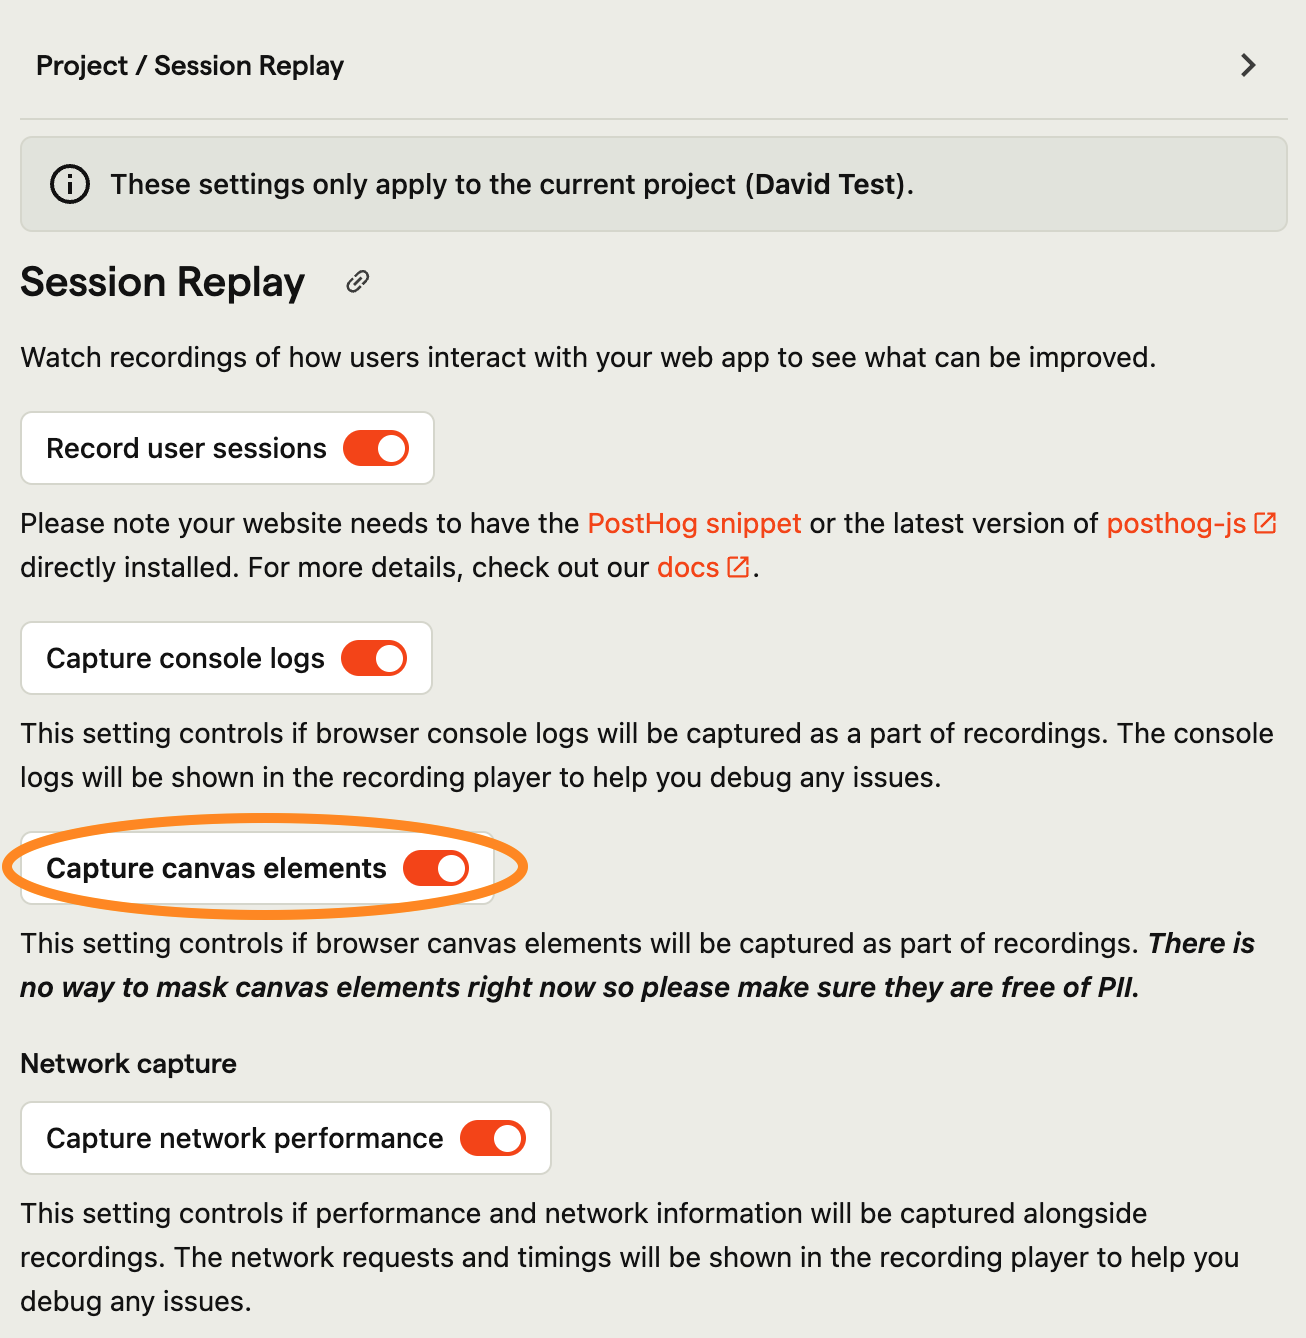 Project / Session Replay
These settings only apply to the current project (David Test).
Session Replay
Watch recordings of how users interact with your web app to see what can be improved.
Record user sessions
Please note your website needs to have the PostHog snippet or the latest version of posthog-js
directly installed. For more details, check out our docs.
Capture console logs
This setting controls if browser console logs will be captured as a part of recordings. The console
logs will be shown in the recording player to help you debug any issues.
Capture canvas elements
This setting controls if browser canvas elements will be captured as part of recordings. There is
no way to mask canvas elements right now so please make sure they are free of PII.
Network capture
Capture network performance
This setting controls if performance and network information will be captured alongside
recordings. The network requests and timings will be shown in the recording player to help you
debug any issues.